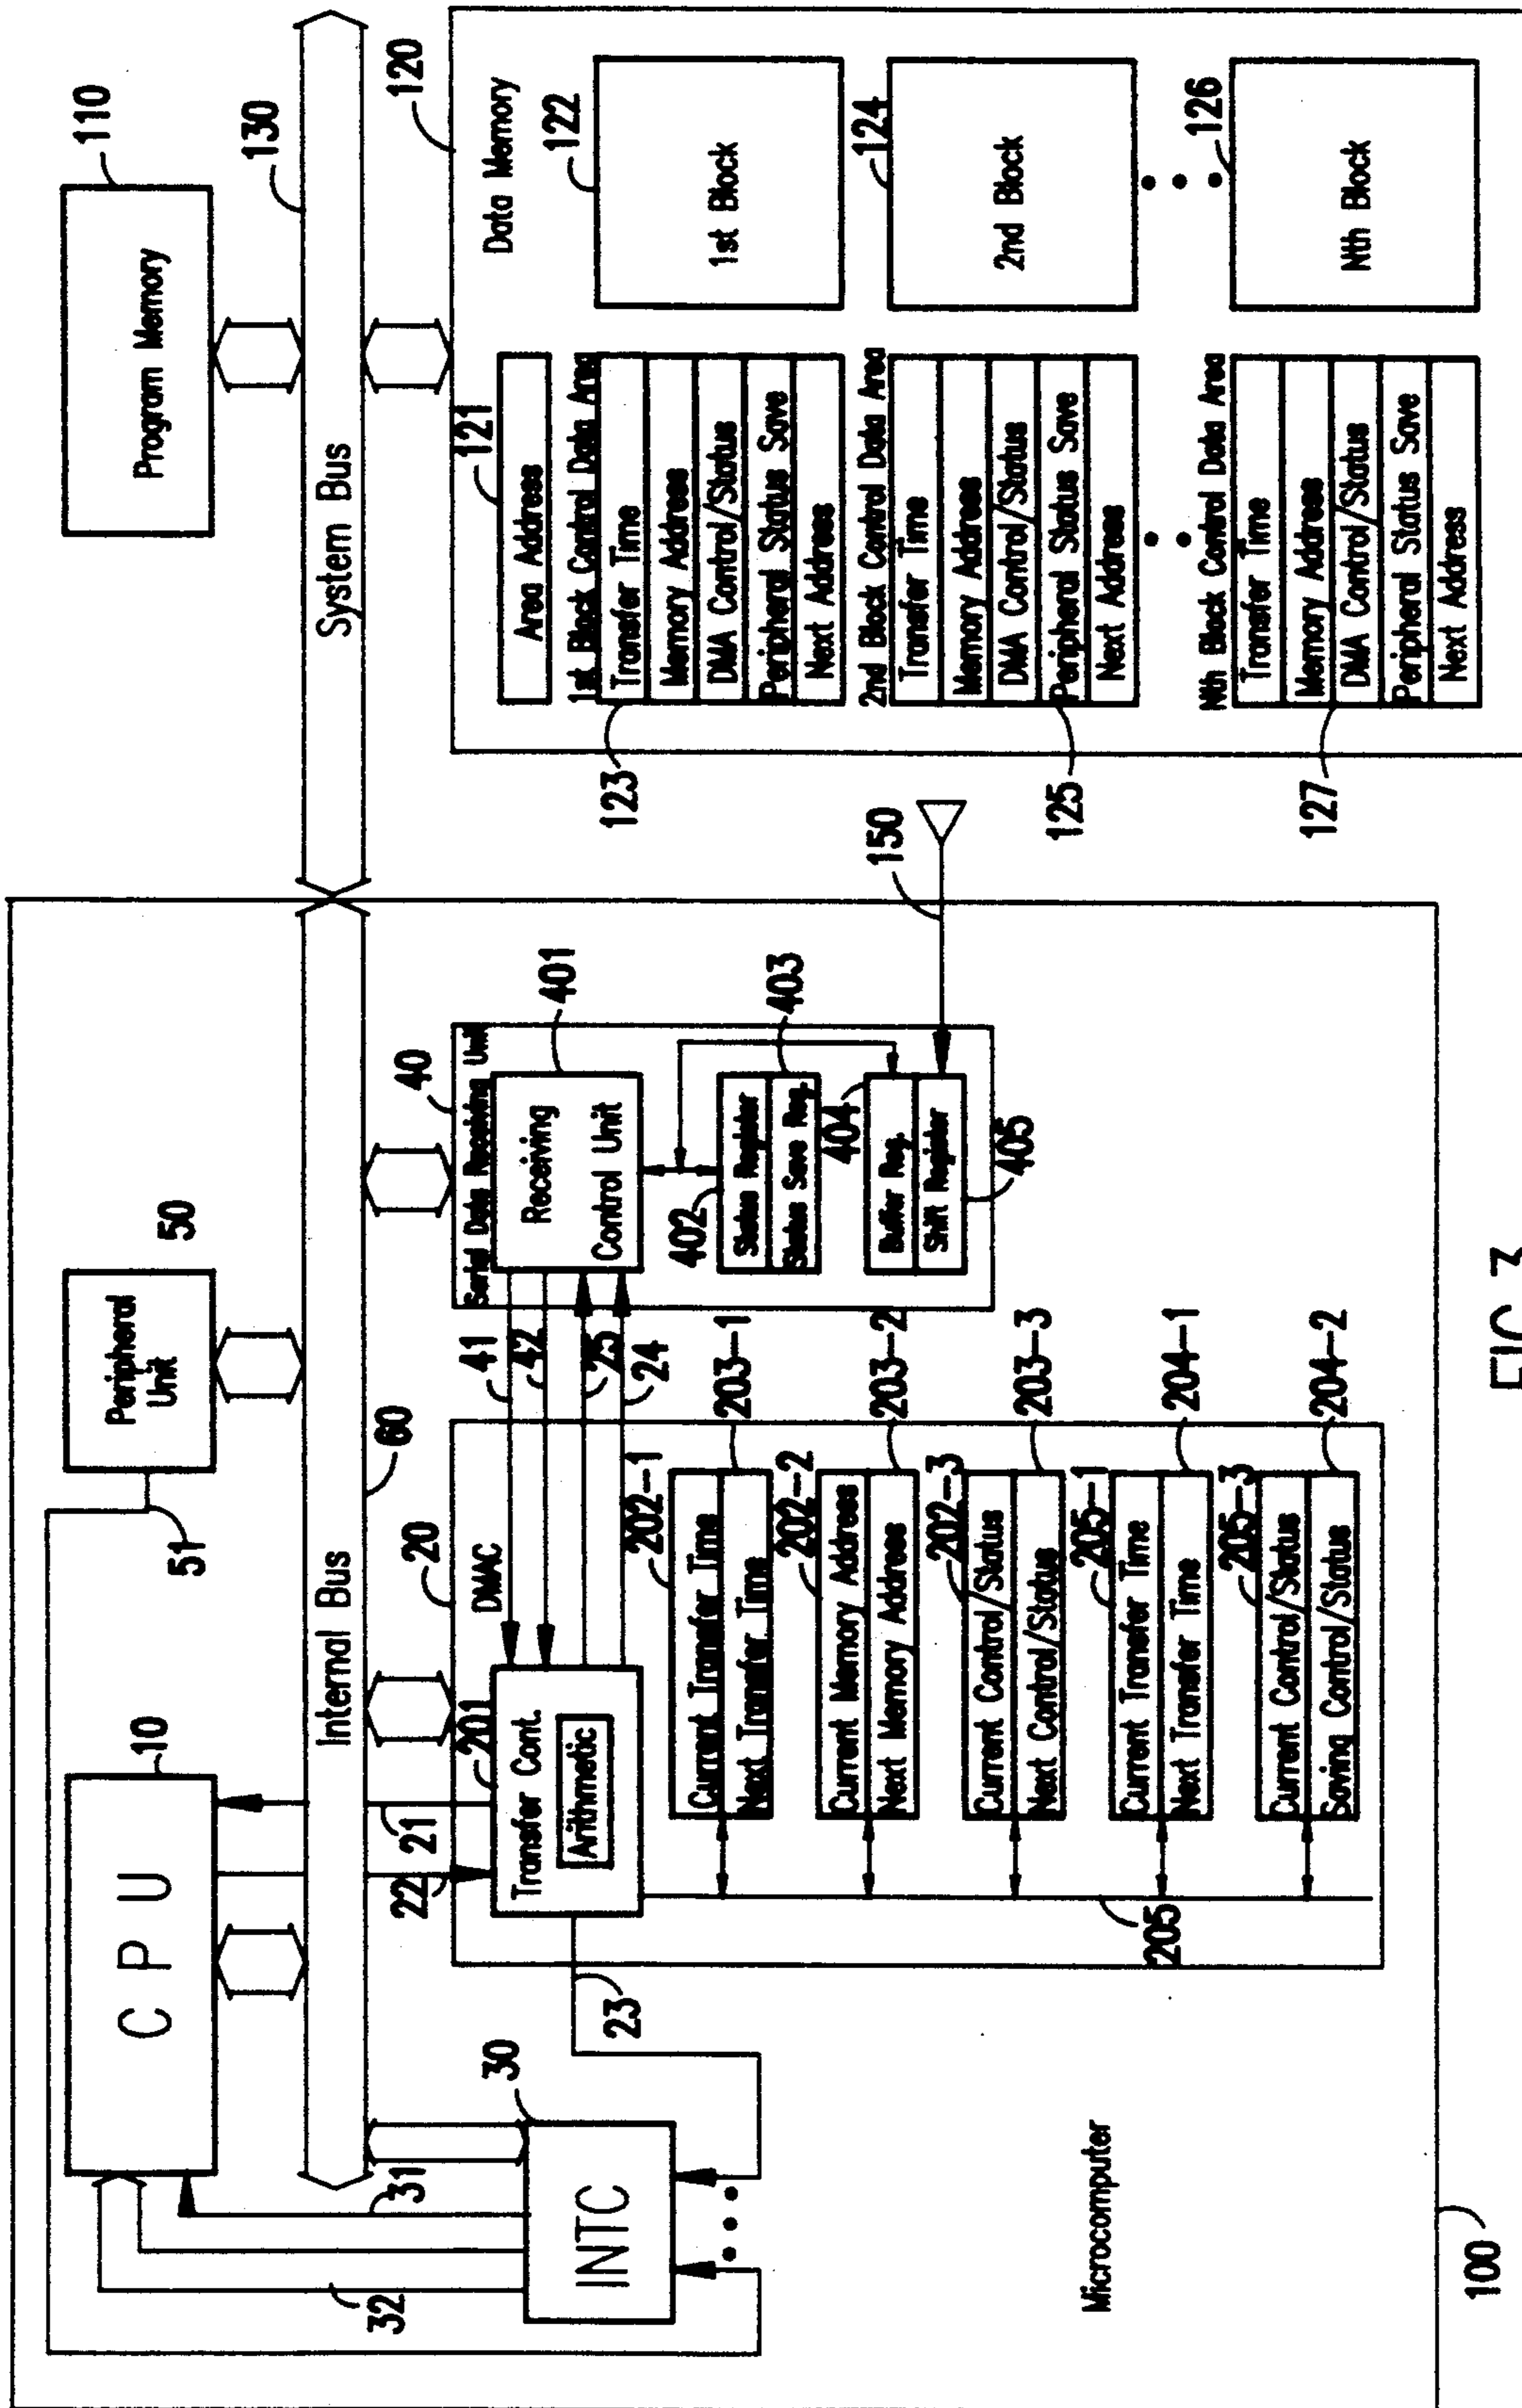 110
Program Memory
130
System Bus
120
Data Memory
121
Area Address
1st Block Control Data Area
Transfer Time
Memory Address
DMA Control/Status
Peripheral Status Save
Next Address
123
122
1st Block
2nd Block Control Data Area
Transfer Time
Memory Address
DMA Control/Status
Peripheral Status Save
Next Address
125
124
2nd Block
Nth Block Control Data Area
Transfer Time
Memory Address
DMA Control/Status
Peripheral Status Save
Next Address
127
126
Nth Block
150
50
Peripheral
Unit
51
10
C P U
60
Internal Bus
40
Serial Data Receiving Unit
401
Receiving
Control Unit
402
Status Register
Status Save Reg.
403
404
Buffer Reg.
Shift Register
405
41
42
25
24
20
DMAC
201
Transfer Cont.
Arithmetic
21
22
23
202-1
Current Transfer Time
Next Transfer Time
203-1
202-2
Current Memory Address
Next Memory Address
203-2
202-3
Current Control/Status
Next Control/Status
203-3
205-1
Current Transfer Time
Next Transfer Time
204-1
205-3
Current Control/Status
Saving Control/Status
204-2
205
30
INTC
31
32
Microcomputer
100
FIG. 3